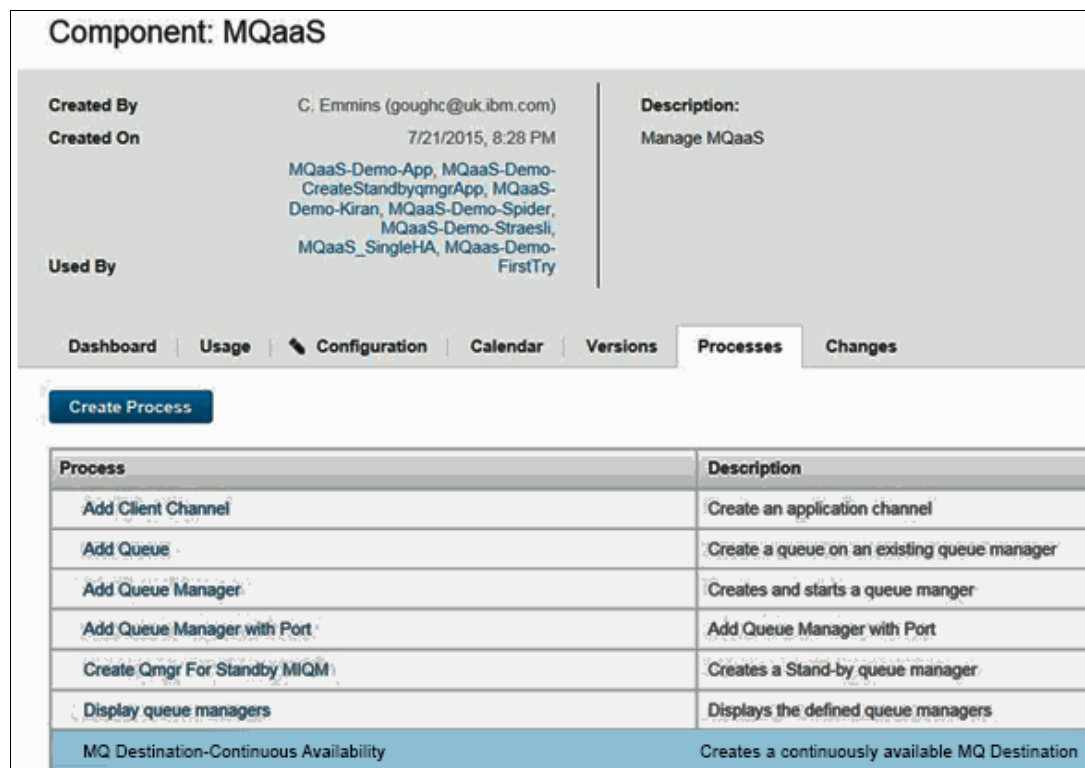 Component: MQaaS
Created By C. Emmins (goughc@uk.ibm.com) Description:
Created On 7/21/2015, 8:28 PM Manage MQaaS
MQaaS-Demo-App, MQaaS-Demo-
CreateStandbyqmgrApp, MQaaS-
Demo-Kiran, MQaaS-Demo-Spider,
MQaaS-Demo-Straesli,
MQaaS_SingleHA, MQaas-Demo-
Used By FirstTry
Dashboard Usage Configuration Calendar Versions Processes Changes
Create Process
Process Description
Add Client Channel Create an application channel
Add Queue Create a queue on an existing queue manager
Add Queue Manager Creates and starts a queue manger
Add Queue Manager with Port Add Queue Manager with Port
Create Qmgr For Standby MIQM Creates a Stand-by queue manager
Display queue managers Displays the defined queue managers
MQ Destination-Continuous Availability Creates a continuously available MQ Destination